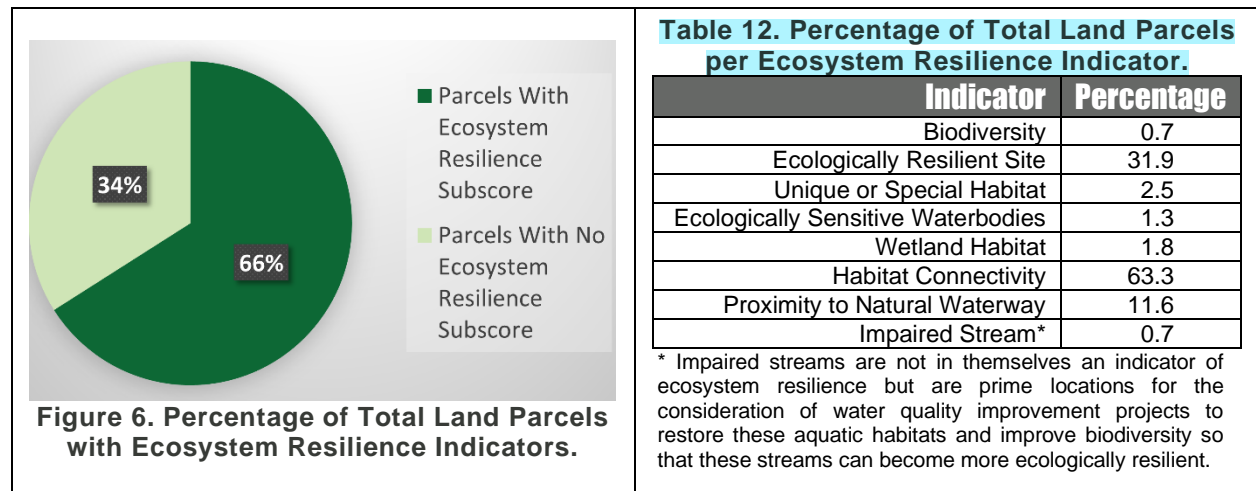 34%
66%
Parcels With
Ecosystem
Resilience
Subscore
Parcels With No
Ecosystem
Resilience
Subscore
Figure 6. Percentage of Total Land Parcels
with Ecosystem Resilience Indicators.
Table 12. Percentage of Total Land Parcels
per Ecosystem Resilience Indicator.
Indicator Percentage
Biodiversity 0.7
Ecologically Resilient Site 31.9
Unique or Special Habitat 2.5
Ecologically Sensitive Waterbodies 1.3
Wetland Habitat 1.8
Habitat Connectivity 63.3
Proximity to Natural Waterway 11.6
Impaired Stream* 0.7
* Impaired streams are not in themselves an indicator of
ecosystem resilience but are prime locations for the
consideration of water quality improvement projects to
restore these aquatic habitats and improve biodiversity so
that these streams can become more ecologically resilient.